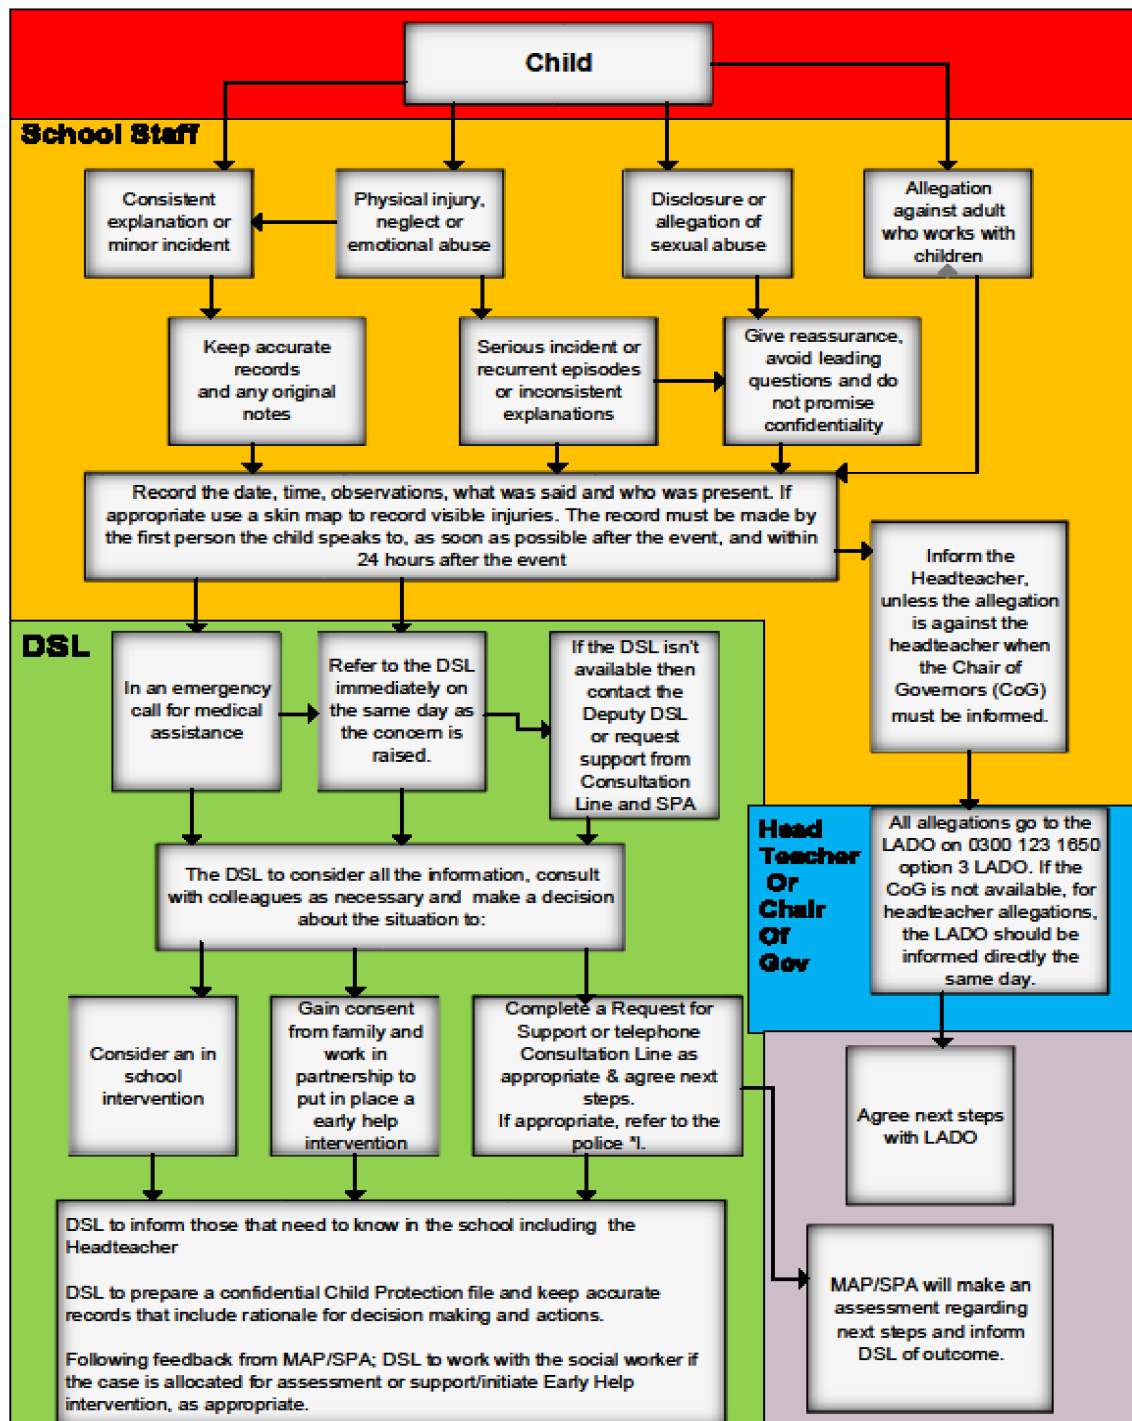 Child
School Staff
Consistent
explanation or
minor incident
Physical injury,
neglect or
emotional abuse
Disclosure or
allegation of
sexual abuse
Allegation
against adult
who works with
children
Keep accurate
records
and any original
notes
Serious incident or
recurrent episodes
or inconsistent
explanations
Give reassurance,
avoid leading
questions and do
not promise
confidentiality
Record the date, time, observations, what was said and who was present. If
appropriate use a skin map to record visible injuries. The record must be made by
the first person the child speaks to, as soon as possible after the event, and within
24 hours after the event
Inform the
Headteacher,
unless the allegation
is against the
headteacher when
the Chair of
Governors (CoG)
must be informed.
DSL
In an emergency
call for medical
assistance
Refer to the DSL
immediately on
the same day as
the concern is
raised.
If the DSL isn't
available then
contact the
Deputy DSL
or request
support from
Consultation
Line and SPA
Head
Teacher
Or
Chair
Of
Gov
All allegations go to the
LADO on 0300 123 1650
option 3 LADO. If the
CoG is not available, for
headteacher allegations,
the LADO should be
informed directly the
same day.
The DSL to consider all the information, consult
with colleagues as necessary and make a decision
about the situation to:
Consider an in
school
intervention
Gain consent
from family and
work in
partnership to
put in place a
early help
intervention
Complete a Request for
Support or telephone
Consultation Line as
appropriate & agree next
steps.
If appropriate, refer to the
police *I.
Agree next steps
with LADO
DSL to inform those that need to know in the school including the
Headteacher
DSL to prepare a confidential Child Protection file and keep accurate
records that include rationale for decision making and actions.
Following feedback from MAP/SPA; DSL to work with the social worker if
the case is allocated for assessment or support/initiate Early Help
intervention, as appropriate.
MAP/SPA will make an
assessment regarding
next steps and inform
DSL of outcome.